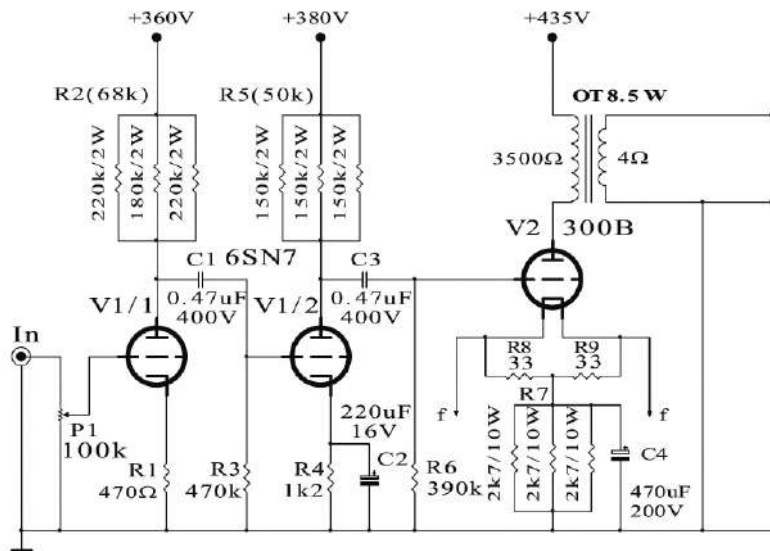 +360V
+380V
+435V
R2(68k)
R5(50k)
OT 8.5 W
220k/2W
180k/2W
220k/2W
150k/2W
150k/2W
150k/2W
3500Ω
4Ω
V2
300B
C1
6SN7
C3
V1/1
0.47uF
400V
V1/2
0.47uF
400V
In
R8
33
R9
33
R7
P1
100k
R1
470Ω
R3
470k
220uF
16V
C2
R4
1k2
R6
390k
f
2k7/10W
2k7/10W
2k7/10W
f
C4
470uF
200V